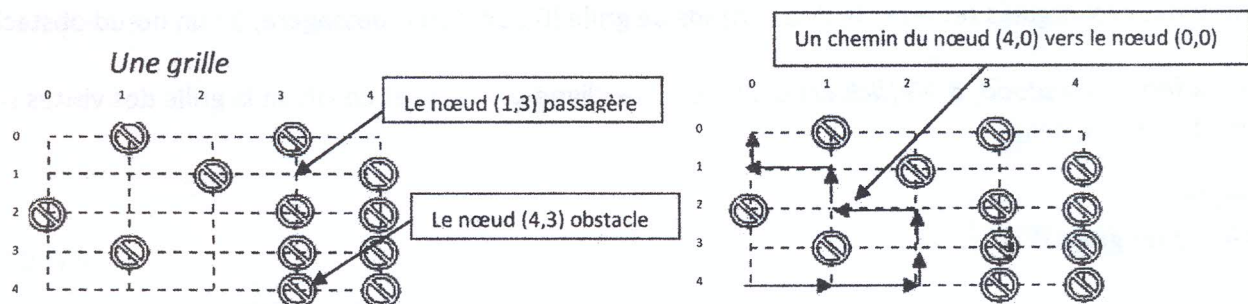 Un chemin du nœud (4,0) vers le nœud (0,0)
Une grille
0 1 2 3 4
0 1 2 3 4
Le nœud (1,3) passagère
Le nœud (4,3) obstacle
0
1
2
3
4
0
1
2
3
4